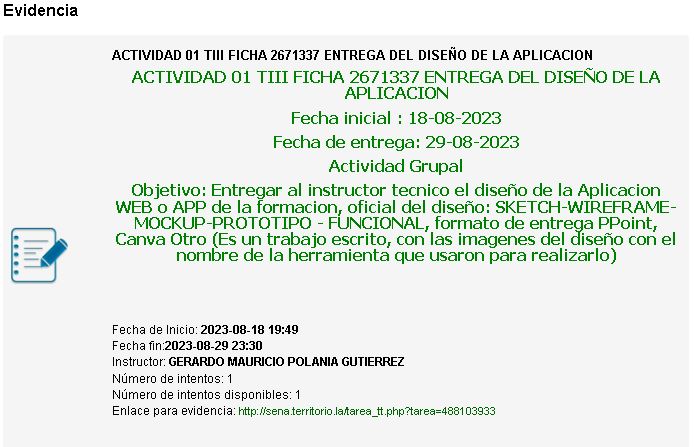 Evidencia
ACTIVIDAD 01 TIII FICHA 2671337 ENTREGA DEL DISEÑO DE LA APLICACION
ACTIVIDAD 01 TIII FICHA 2671337 ENTREGA DEL DISEÑO DE LA
APLICACION
Fecha inicial : 18-08-2023
Fecha de entrega: 29-08-2023
Actividad Grupal
Objetivo: Entregar al instructor tecnico el diseño de la Aplicacion
WEB o APP de la formacion, oficial del diseño: SKETCH-WIREFRAME-
MOCKUP-PROTOTIPO - FUNCIONAL, formato de entrega PPoint,
Canva Otro (Es un trabajo escrito, con las imagenes del diseño con el
nombre de la herramienta que usaron para realizarlo)
Fecha de Inicio: 2023-08-18 19:49
Fecha fin:2023-08-29 23:30
Instructor: GERARDO MAURICIO POLANIA GUTIERREZ
Número de intentos: 1
Número de intentos disponibles: 1
Enlace para evidencia: http://sena.territorio.la/tarea_tt.php?tarea=488103933